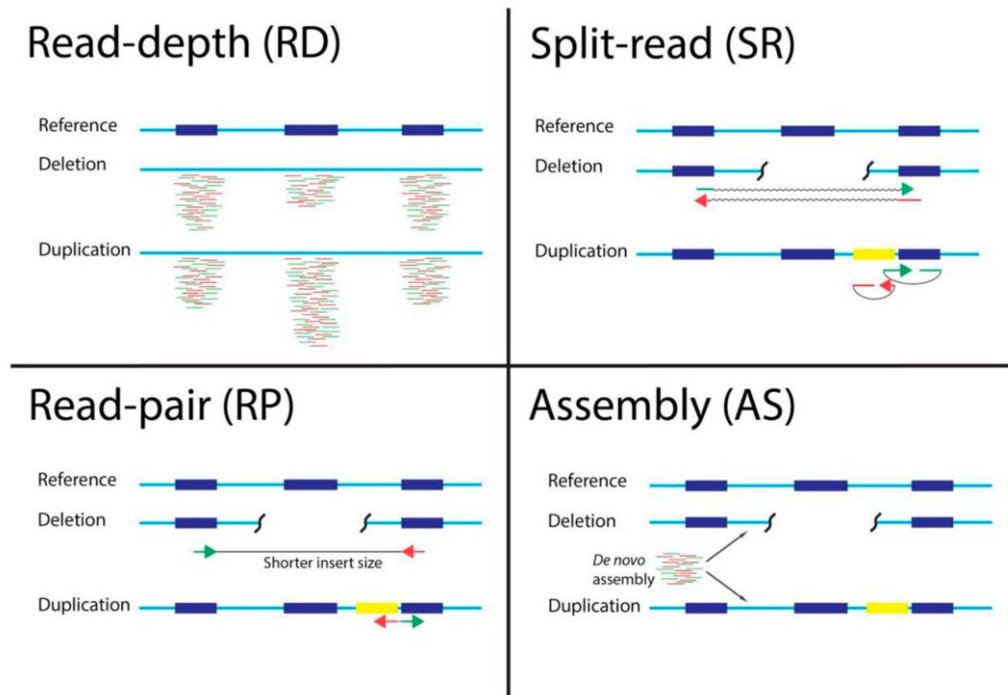 Read-depth (RD)
Reference
Deletion
Duplication
Split-read (SR)
Reference
Deletion
Duplication
Read-pair (RP)
Reference
Deletion
Shorter insert size
Duplication
Assembly (AS)
Reference
Deletion
De novo
assembly
Duplication